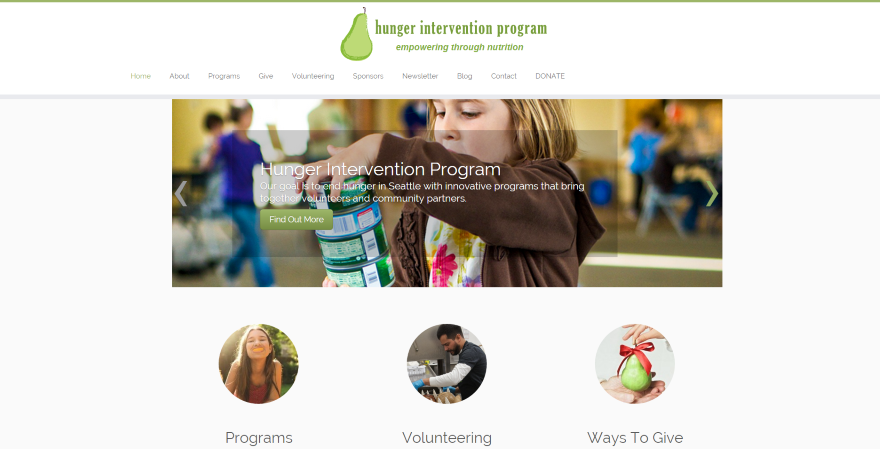 hunger intervention program
empowering through nutrition
Home About Programs Give Volunteering Sponsors Newsletter Blog Contact DONATE
Hunger Intervention Program
Our goal is to end hunger in Seattle with innovative programs that bring
together volunteers and community partners.
Find Out More
Programs Volunteering Ways To Give